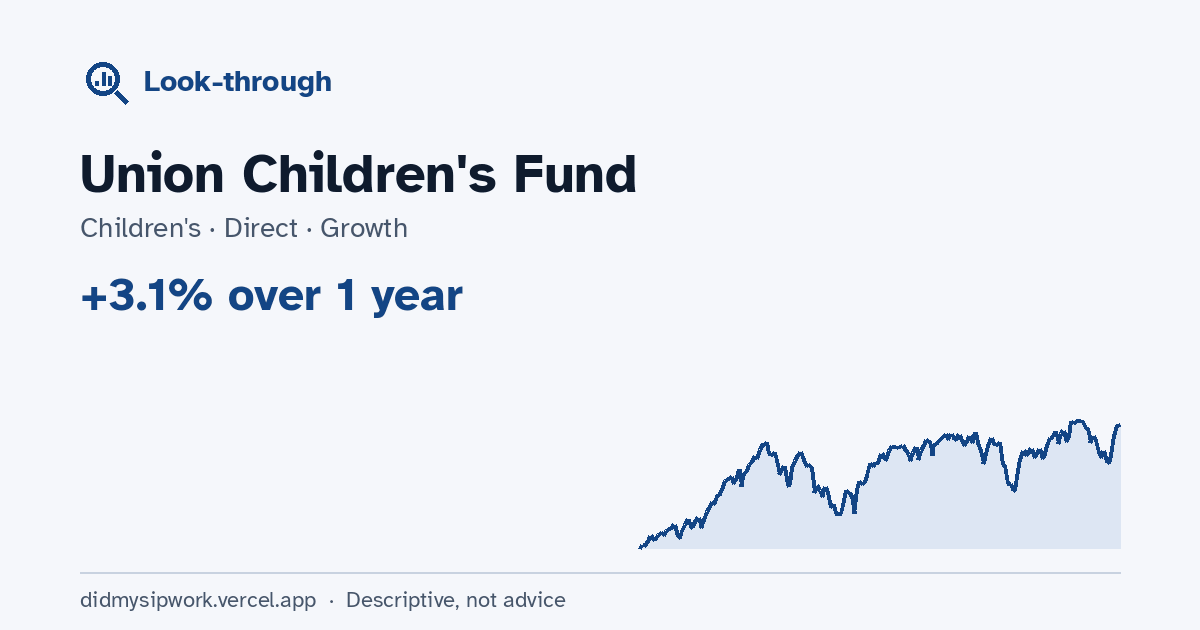 Look-through
Union Children's Fund
Children's · Direct · Growth
+3.1% over 1 year
didmysipwork.vercel.app · Descriptive, not advice